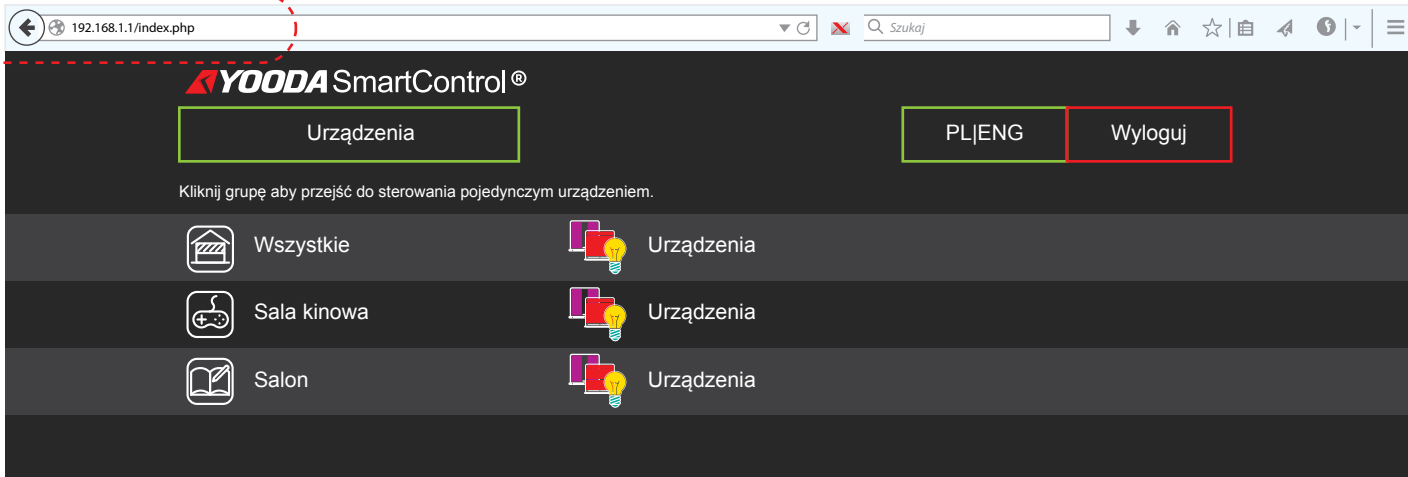 192.168.1.1/index.php
Szukaj
YOODA SmartControl®
Urządzenia
PL|ENG
Wyloguj
Kliknij grupę aby przejść do sterowania pojedynczym urządzeniem.
Wszystkie
Urządzenia
Sala kinowa
Urządzenia
Salon
Urządzenia